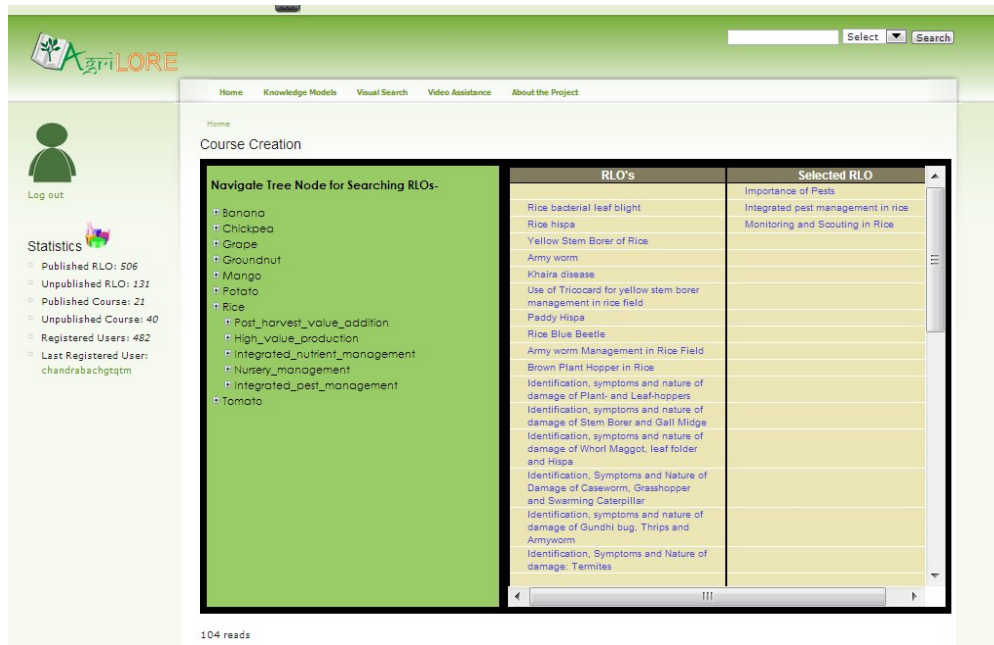 AgriLORE
Select
Search
Home Knowledge Models Visual Search Video Assistance About the Project
Log out
Statistics
Published RLO: 506
Unpublished RLO: 131
Published Course: 21
Unpublished Course: 40
Registered Users: 482
Last Registered User:
chandrabachgtqtm
Home
Course Creation
Navigate Tree Node for Searching RLOs-
Banana
Chickpea
Grape
Groundnut
Mango
Potato
Rice
Post_harvest_value_addition
High_value_production
Integrated_nutrient_management
Nursery_management
Integrated_pest_management
Tomato
RLO's
Rice bacterial leaf blight
Rice hispa
Yellow Stem Borer of Rice
Army worm
Khaira disease
Use of Tricocard for yellow stem borer
management in rice field
Paddy Hispa
Rice Blue Beetle
Army worm Management in Rice Field
Brown Plant Hopper in Rice
Identification, symptoms and nature of
damage of Plant- and Leaf-hoppers
Identification, symptoms and nature of
damage of Stem Borer and Gall Midge
Identification, symptoms and nature of
damage of Whorl Maggot, leaf folder
and Hispa
Identification, Symptoms and Nature of
Damage of Caseworm, Grasshopper
and Swarming Caterpillar
Identification, symptoms and nature of
damage of Gundhi bug, Thrips and
Armyworm
Identification, Symptoms and Nature of
damage: Termites
Selected RLO
Importance of Pests
Integrated pest management in rice
Monitoring and Scouting in Rice
104 reads